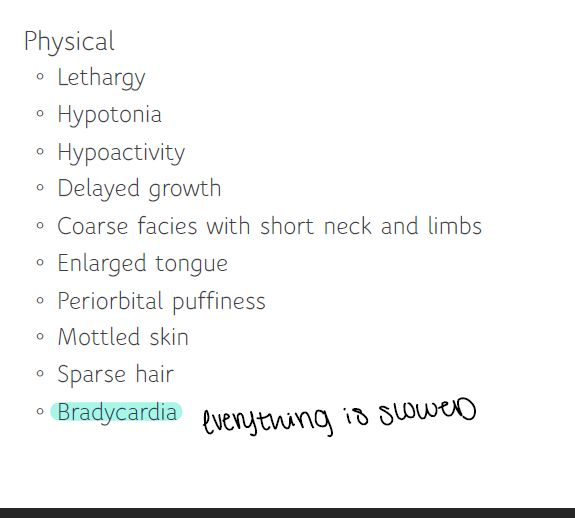 Physical
◦ Lethargy
◦ Hypotonia
◦ Hypoactivity
◦ Delayed growth
◦ Coarse facies with short neck and limbs
◦ Enlarged tongue
◦ Periorbital puffiness
◦ Mottled skin
◦ Sparse hair
◦ Bradycardia everything is slowed